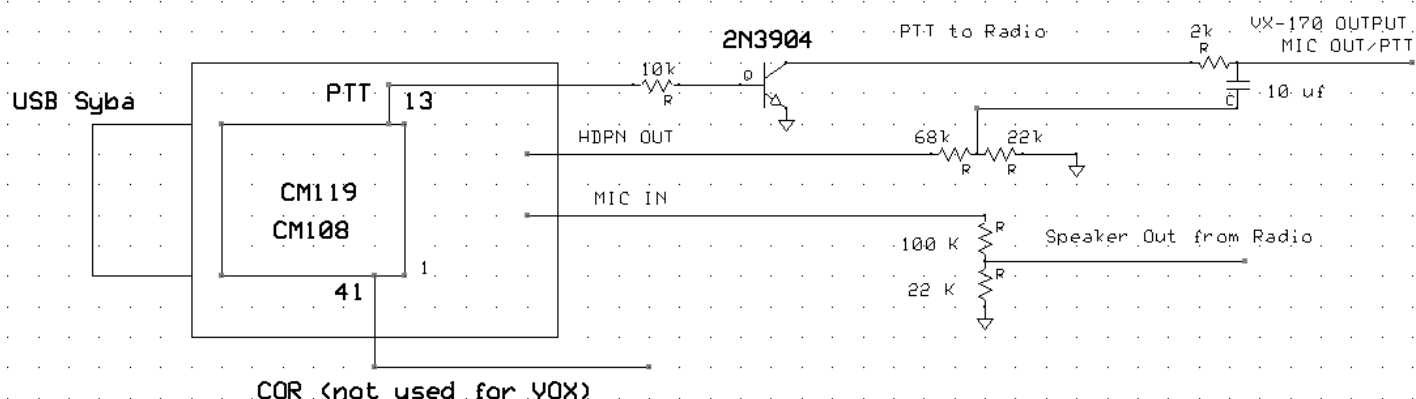 VX-170 OUTPUT
MIC OUT/PTT
PTT to Radio
2k
R
2N3904
10k
R
Q
C
10 uf
USB Syba
PTT
13
HDPN OUT
68k
R
22k
R
CM119
CM108
MIC IN
R
100 K
Speaker Out from Radio
R
22 K
1
41
COR (not used for VOX)